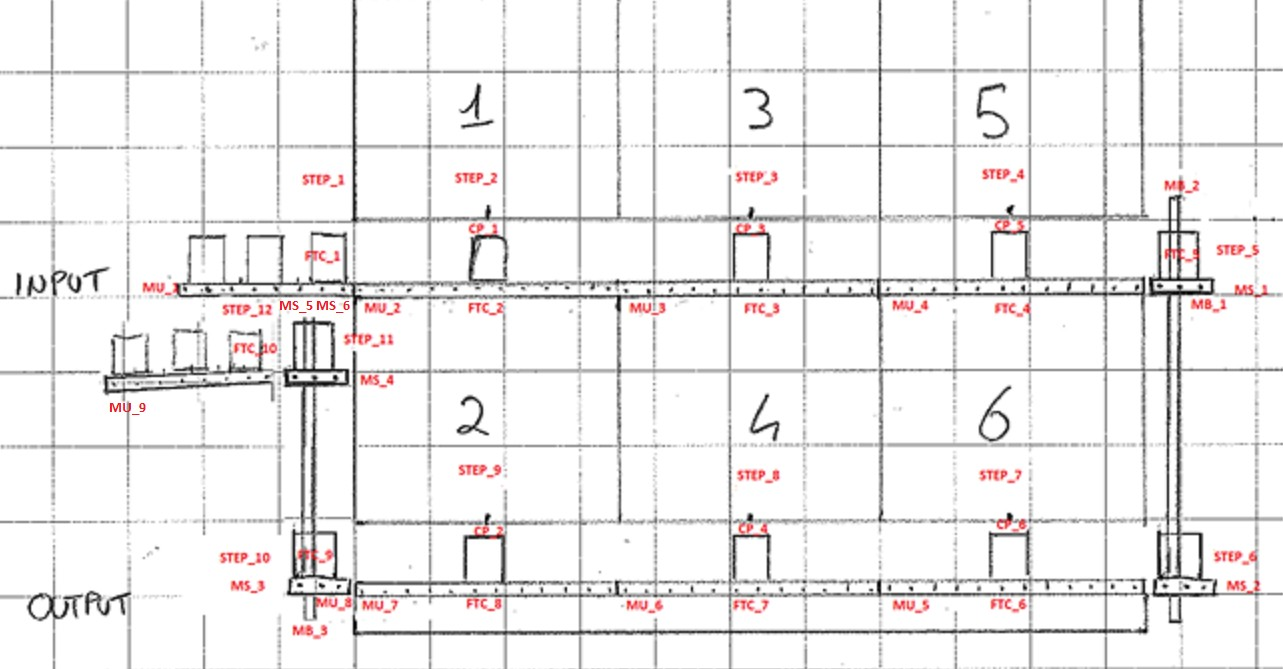 1 3 5
STEP_1 STEP_2 STEP_3 STEP_4
MB_2
CP_1 CP_3 CP_5
FTC_1 FTC_5 STEP_5
INPUT
MU_1 MS_1
STEP_12 MS_5 MS_6 MU_2 FTC_2 MU_3 FTC_3 MU_4 FTC_4 MB_1
STEP_11
FTC_10
MS_4
MU_9
2 4 6
STEP_9 STEP_8 STEP_7
CP_2 CP_4 CP_6
STEP_10 FTC_9 STEP_6
MS_3 MS_2
OUTPUT
MU_8 MU_7 FTC_8 MU_6 FTC_7 MU_5 FTC_6
MB_3